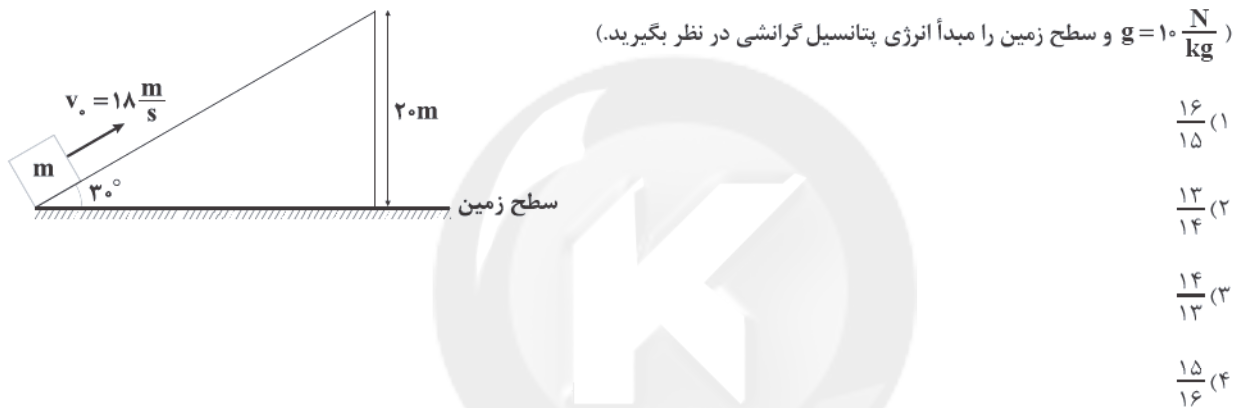 ( g = ۱۰ N/kg و سطح زمین را مبدأ انرژی پتانسیل گرانشی در نظر بگیرید.)
v₀ = ۱۸ m/s
m
۳۰°
۲۰m
سطح زمین
۱) ۱۶/۱۵
۲) ۱۳/۱۴
۳) ۱۴/۱۳
۴) ۱۵/۱۶